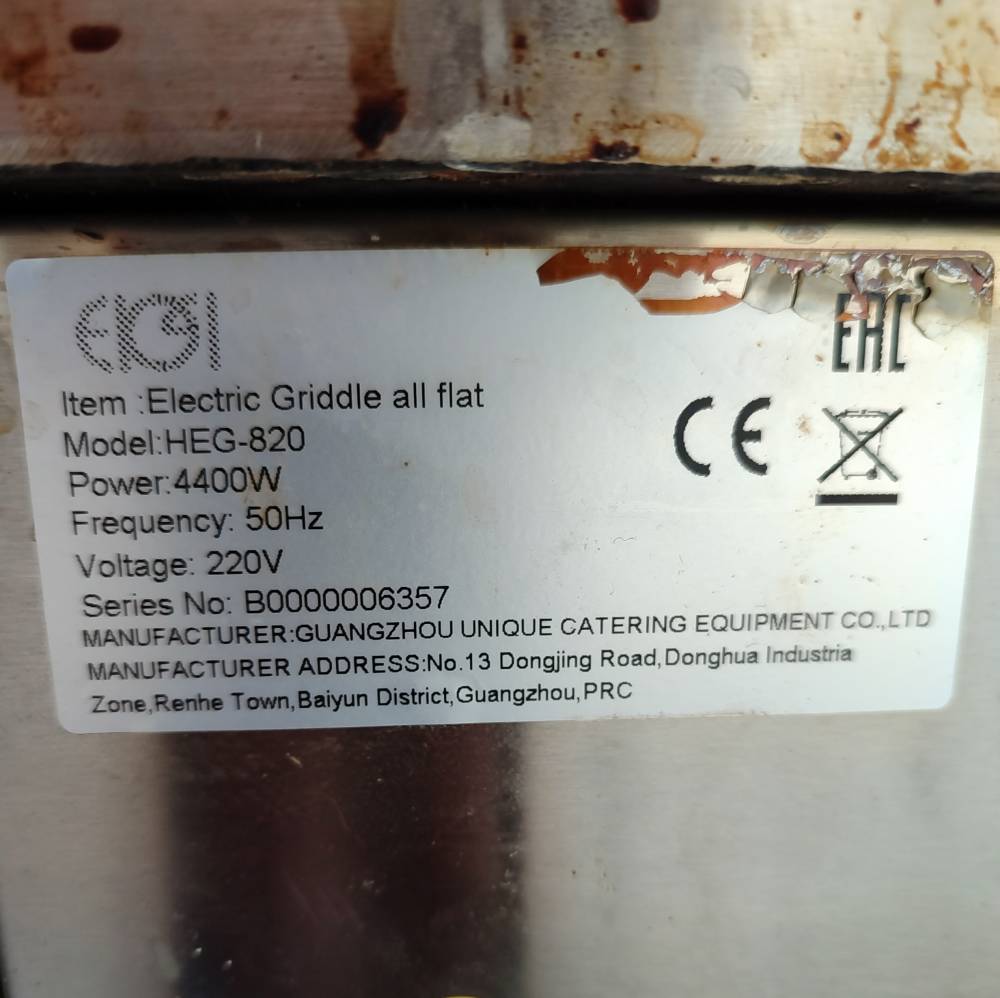 EAC
Item :Electric Griddle all flat
Model:HEG-820
CE
Power:4400W
Frequency: 50Hz
Voltage: 220V
Series No: B0000006357
MANUFACTURER:GUANGZHOU UNIQUE CATERING EQUIPMENT CO.,LTD
MANUFACTURER ADDRESS:No.13 Dongjing Road,Donghua Industria
Zone,Renhe Town,Baiyun District,Guangzhou,PRC